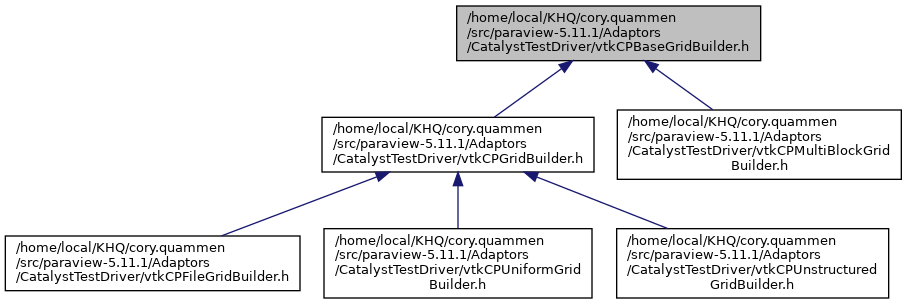 /home/local/KHQ/cory.quammen
/src/paraview-5.11.1/Adaptors
/CatalystTestDriver/vtkCPBaseGridBuilder.h
/home/local/KHQ/cory.quammen
/src/paraview-5.11.1/Adaptors
/CatalystTestDriver/vtkCPGridBuilder.h
/home/local/KHQ/cory.quammen
/src/paraview-5.11.1/Adaptors
/CatalystTestDriver/vtkCPMultiBlockGrid
Builder.h
/home/local/KHQ/cory.quammen
/src/paraview-5.11.1/Adaptors
/CatalystTestDriver/vtkCPFileGridBuilder.h
/home/local/KHQ/cory.quammen
/src/paraview-5.11.1/Adaptors
/CatalystTestDriver/vtkCPUniformGrid
Builder.h
/home/local/KHQ/cory.quammen
/src/paraview-5.11.1/Adaptors
/CatalystTestDriver/vtkCPUnstructured
GridBuilder.h